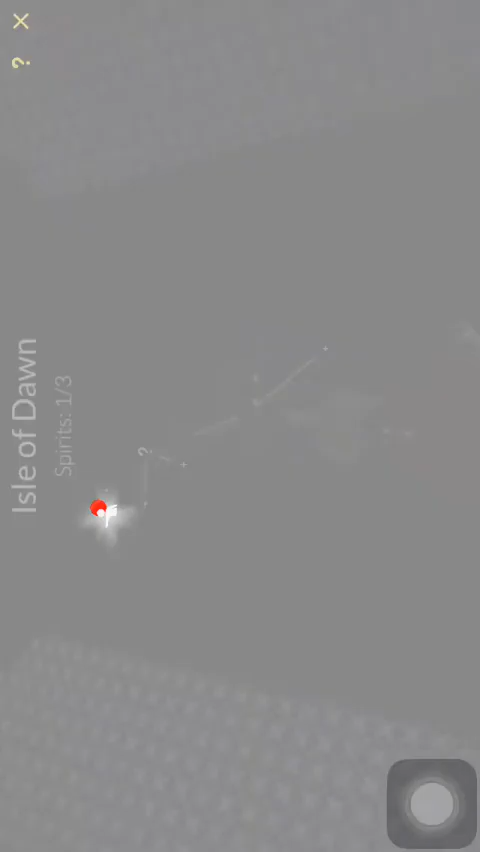 Isle of Dawn
Spirits: 1/3
?
?
×